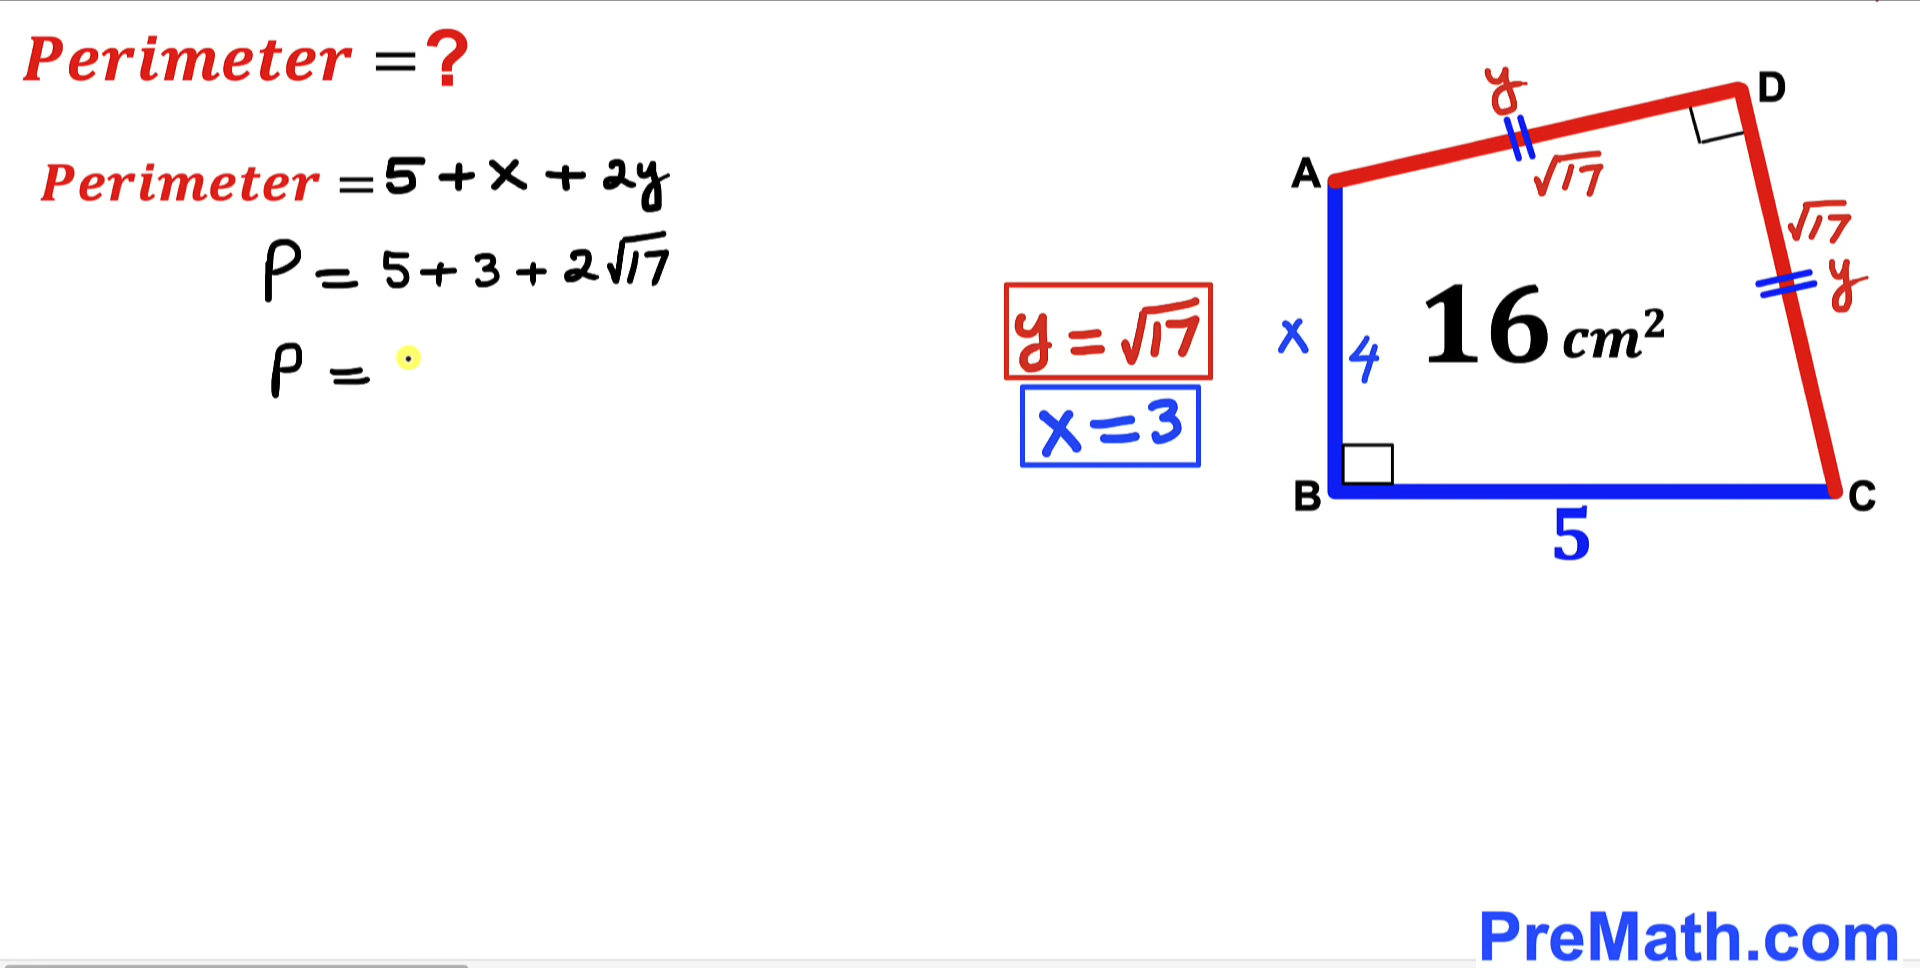 Perimeter = ?
Perimeter = 5 + x + 2y
P = 5 + 3 + 2√17
P =
y = √17
x = 3
y
√17
D
A
√17
y
x
4
16 cm²
B
C
5
PreMath.com